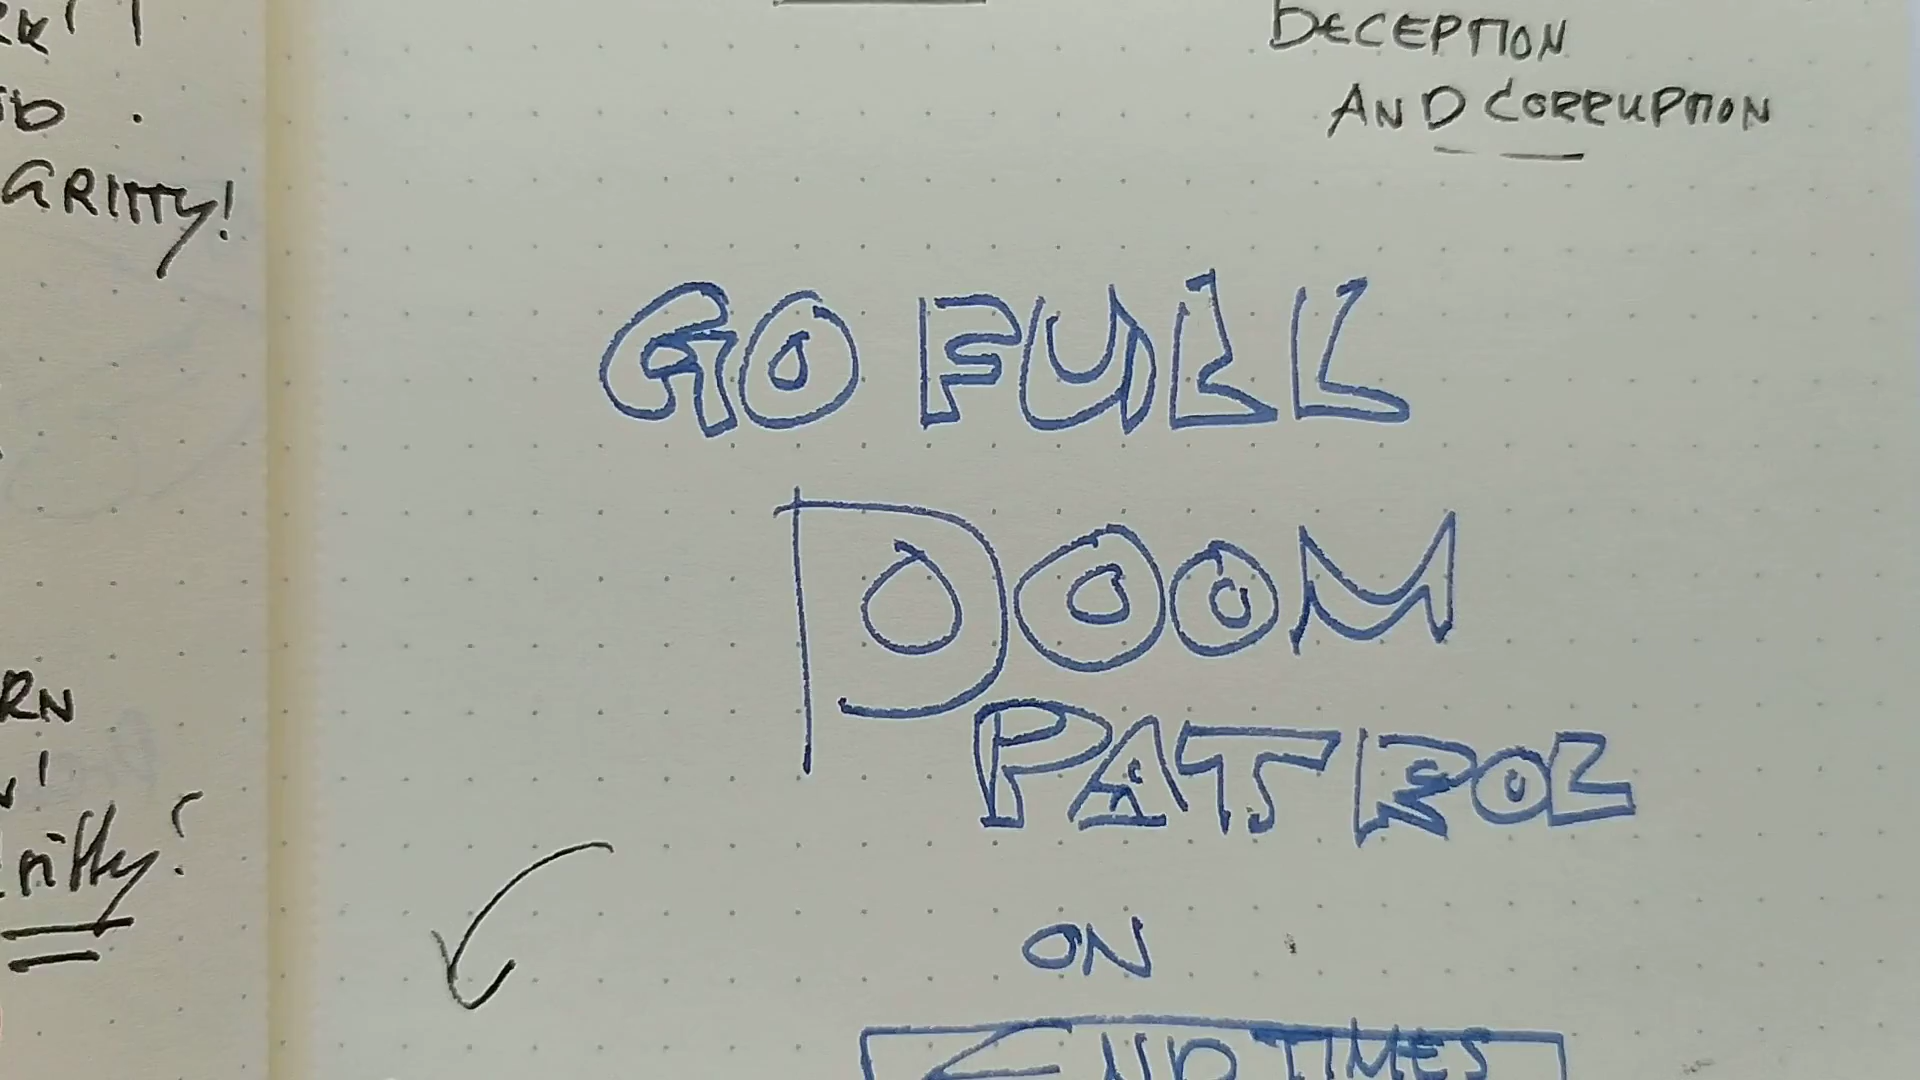 GRITTY!
DECEPTION
AND CORRUPTION
GO FULL
DOOM
PATROL
ON
END TIMES